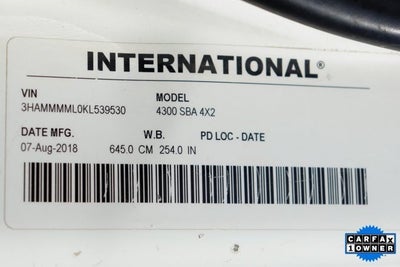 INTERNATIONAL®
VIN MODEL
3HAMMMML0KL539530 4300 SBA 4X2
DATE MFG. W.B. PD LOC - DATE
07-Aug-2018 645.0 CM 254.0 IN
CARFAX
1 OWNER